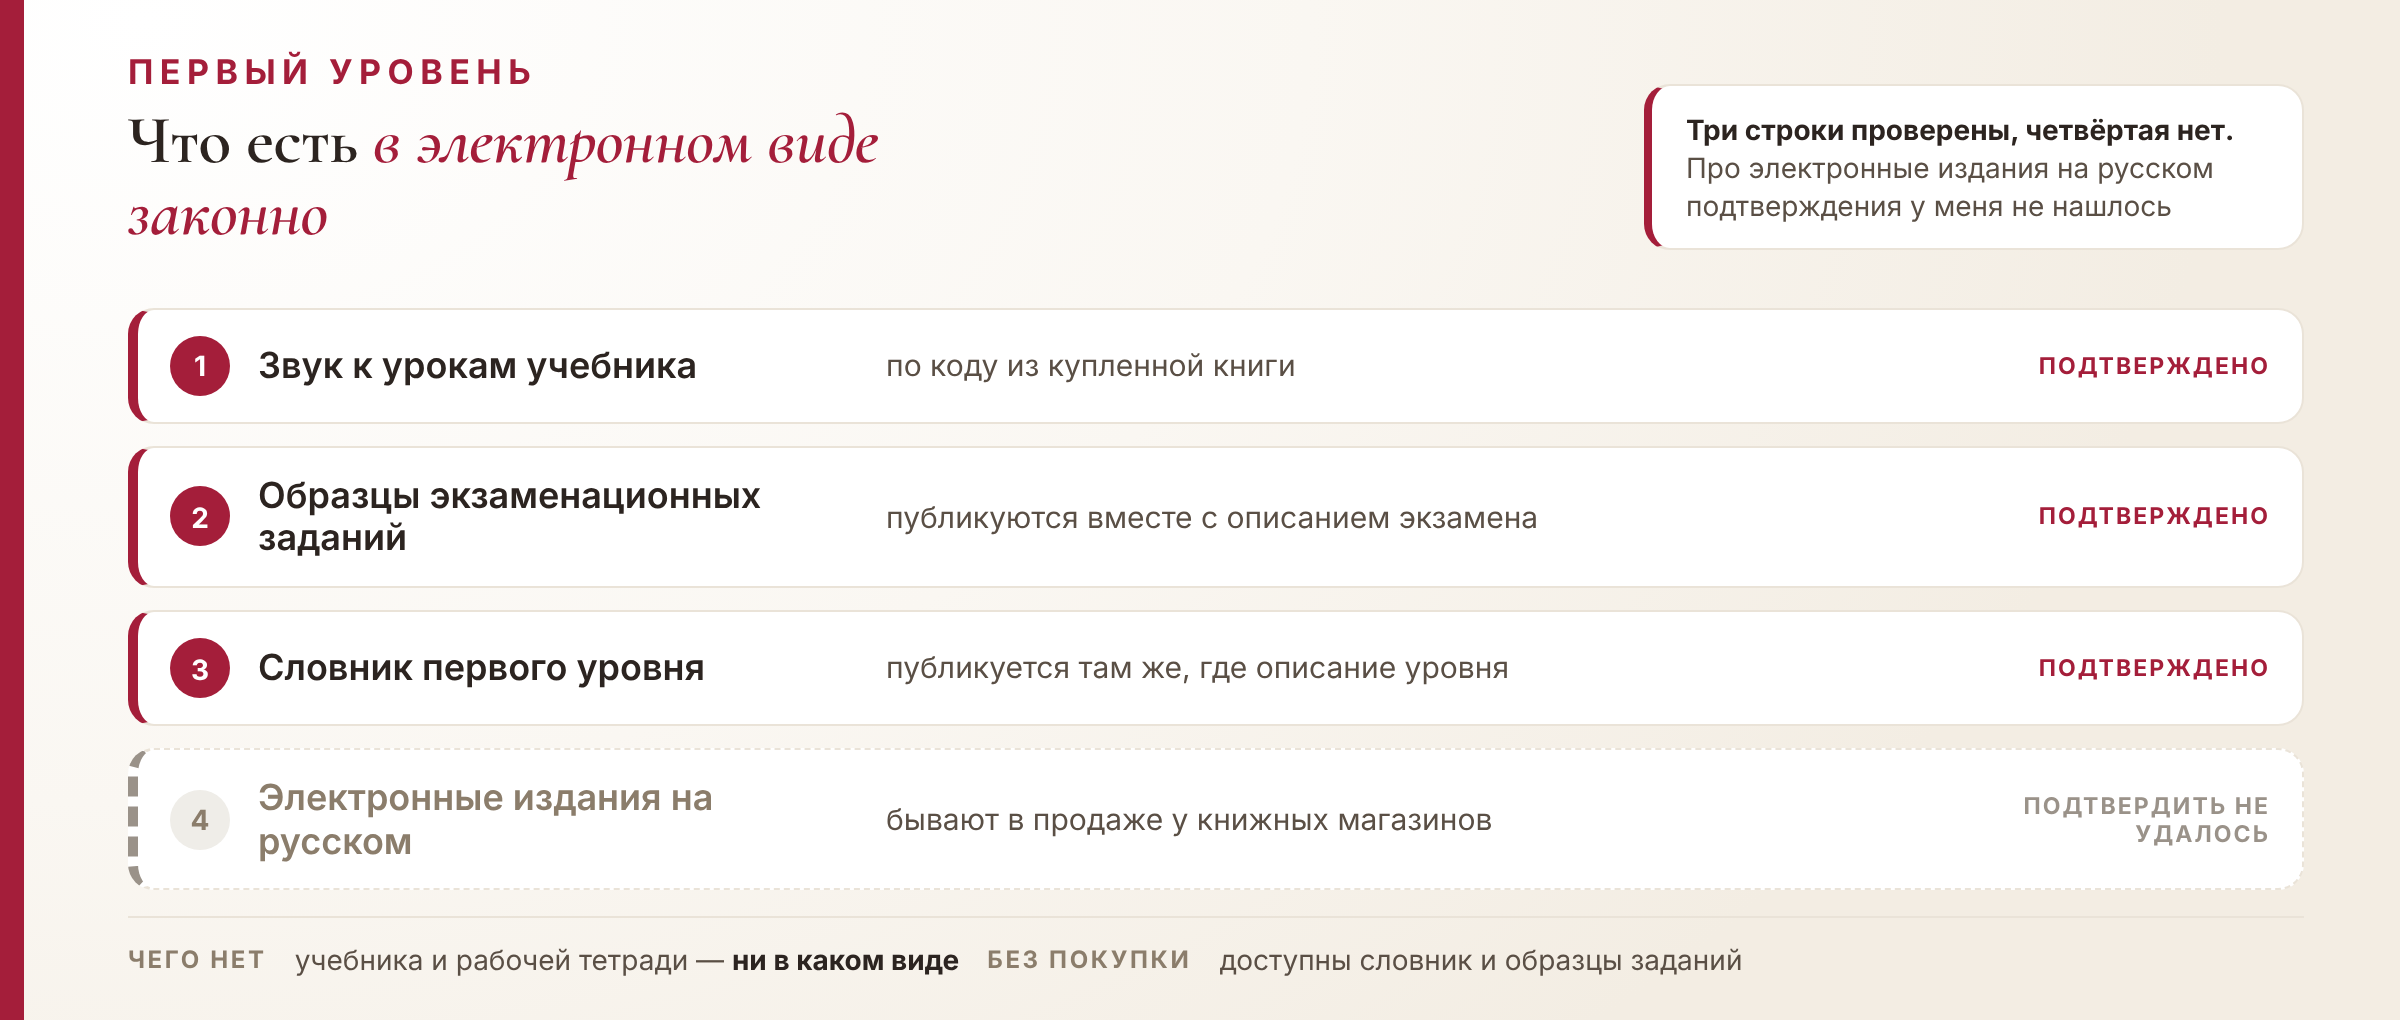 ПЕРВЫЙ УРОВЕНЬ
Что есть в электронном виде
законно
Три строки проверены, четвёртая нет.
Про электронные издания на русском
подтверждения у меня не нашлось
1 Звук к урокам учебника по коду из купленной книги ПОДТВЕРЖДЕНО
2 Образцы экзаменационных
заданий публикуются вместе с описанием экзамена ПОДТВЕРЖДЕНО
3 Словник первого уровня публикуется там же, где описание уровня ПОДТВЕРЖДЕНО
4 Электронные издания на
русском бывают в продаже у книжных магазинов ПОДТВЕРДИТЬ НЕ
УДАЛОСЬ
ЧЕГО НЕТ учебника и рабочей тетради — ни в каком виде БЕЗ ПОКУПКИ доступны словник и образцы заданий